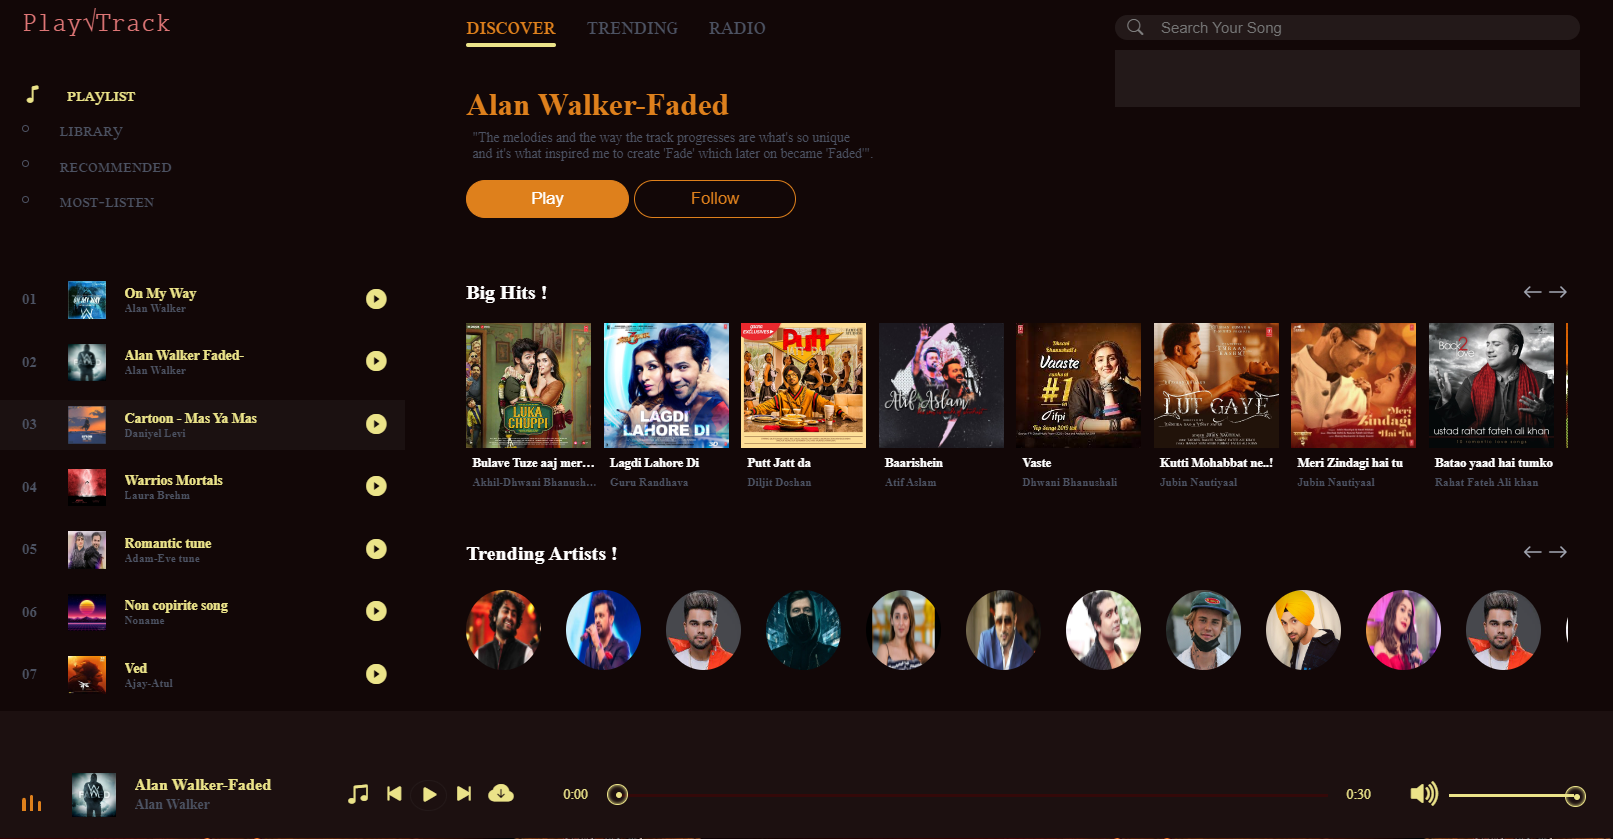 Play√Track
DISCOVER TRENDING RADIO
Search Your Song
PLAYLIST
LIBRARY
RECOMMENDED
MOST-LISTEN
Alan Walker-Faded
"The melodies and the way the track progresses are what's so unique
and it's what inspired me to create 'Fade' which later on became 'Faded'".
Play Follow
01 On My Way
Alan Walker
02 Alan Walker Faded-
Alan Walker
03 Cartoon - Mas Ya Mas
Daniyel Levi
04 Warrios Mortals
Laura Brehm
05 Romantic tune
Adam-Eve tune
06 Non copirite song
Noname
07 Ved
Ajay-Atul
Big Hits !
LUKA
CHUPPI
LAGDI
LAHORE DI
Putt
Atif Aslam
Vaaste
#1
LUT GAYE
Meri
Zindagi
Hai Tu
Back 2 love
ustad rahat fateh ali khan
Bulave Tuze aaj mer...
Akhil-Dhwani Bhanush...
Lagdi Lahore Di
Guru Randhava
Putt Jatt da
Diljit Doshan
Baarishein
Atif Aslam
Vaste
Dhwani Bhanushali
Kutti Mohabbat ne..!
Jubin Nautiyaal
Meri Zindagi hai tu
Jubin Nautiyaal
Batao yaad hai tumko
Rahat Fateh Ali khan
Trending Artists !
Alan Walker-Faded
Alan Walker
0:00
0:30